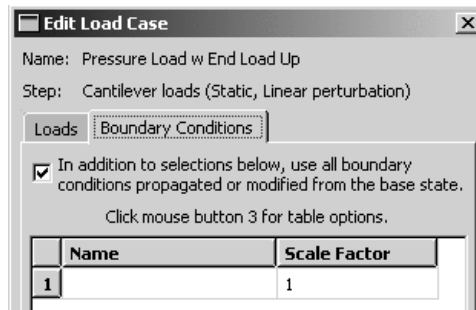 Edit Load Case
Name: Pressure Load w End Load Up
Step: Cantilever loads (Static, Linear perturbation)
Loads Boundary Conditions
In addition to selections below, use all boundary
conditions propagated or modified from the base state.
Click mouse button 3 for table options.
Name Scale Factor
1 1